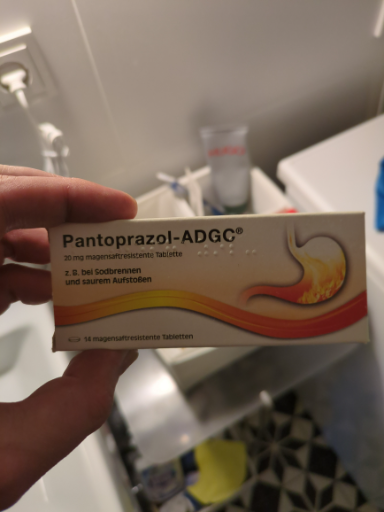 Pantoprazol-ADGC®
20 mg magensaftresistente Tablette
z.B. bei Sodbrennen
und saurem Aufstoßen
14 magensaftresistente Tabletten